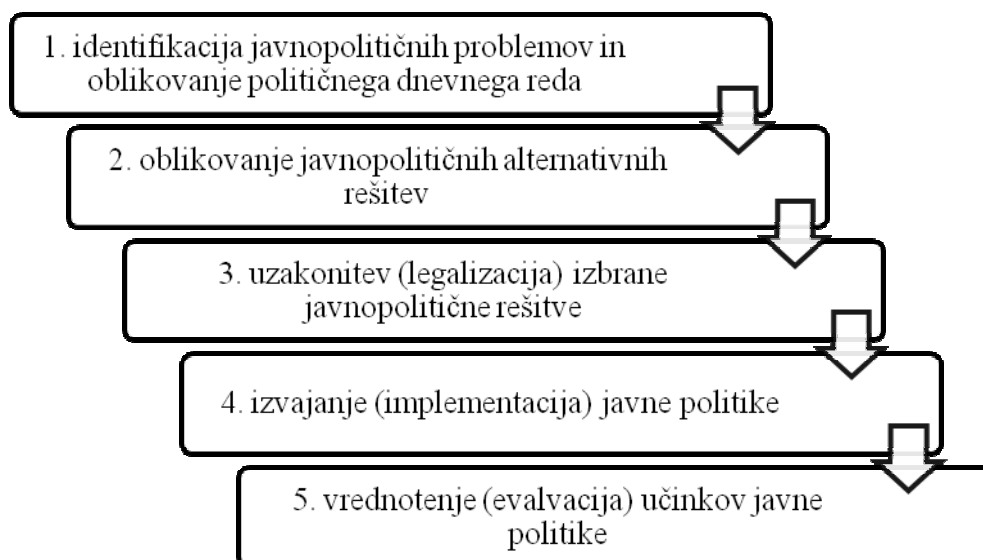 1. identifikacija javnopolitičnih problemov in
oblikovanje političnega dnevnega reda
2. oblikovanje javnopolitičnih alternativnih
rešitev
3. uzakonitev (legalizacija) izbrane
javnopolitične rešitve
4. izvajanje (implementacija) javne politike
5. vrednotenje (evalvacija) učinkov javne
politike